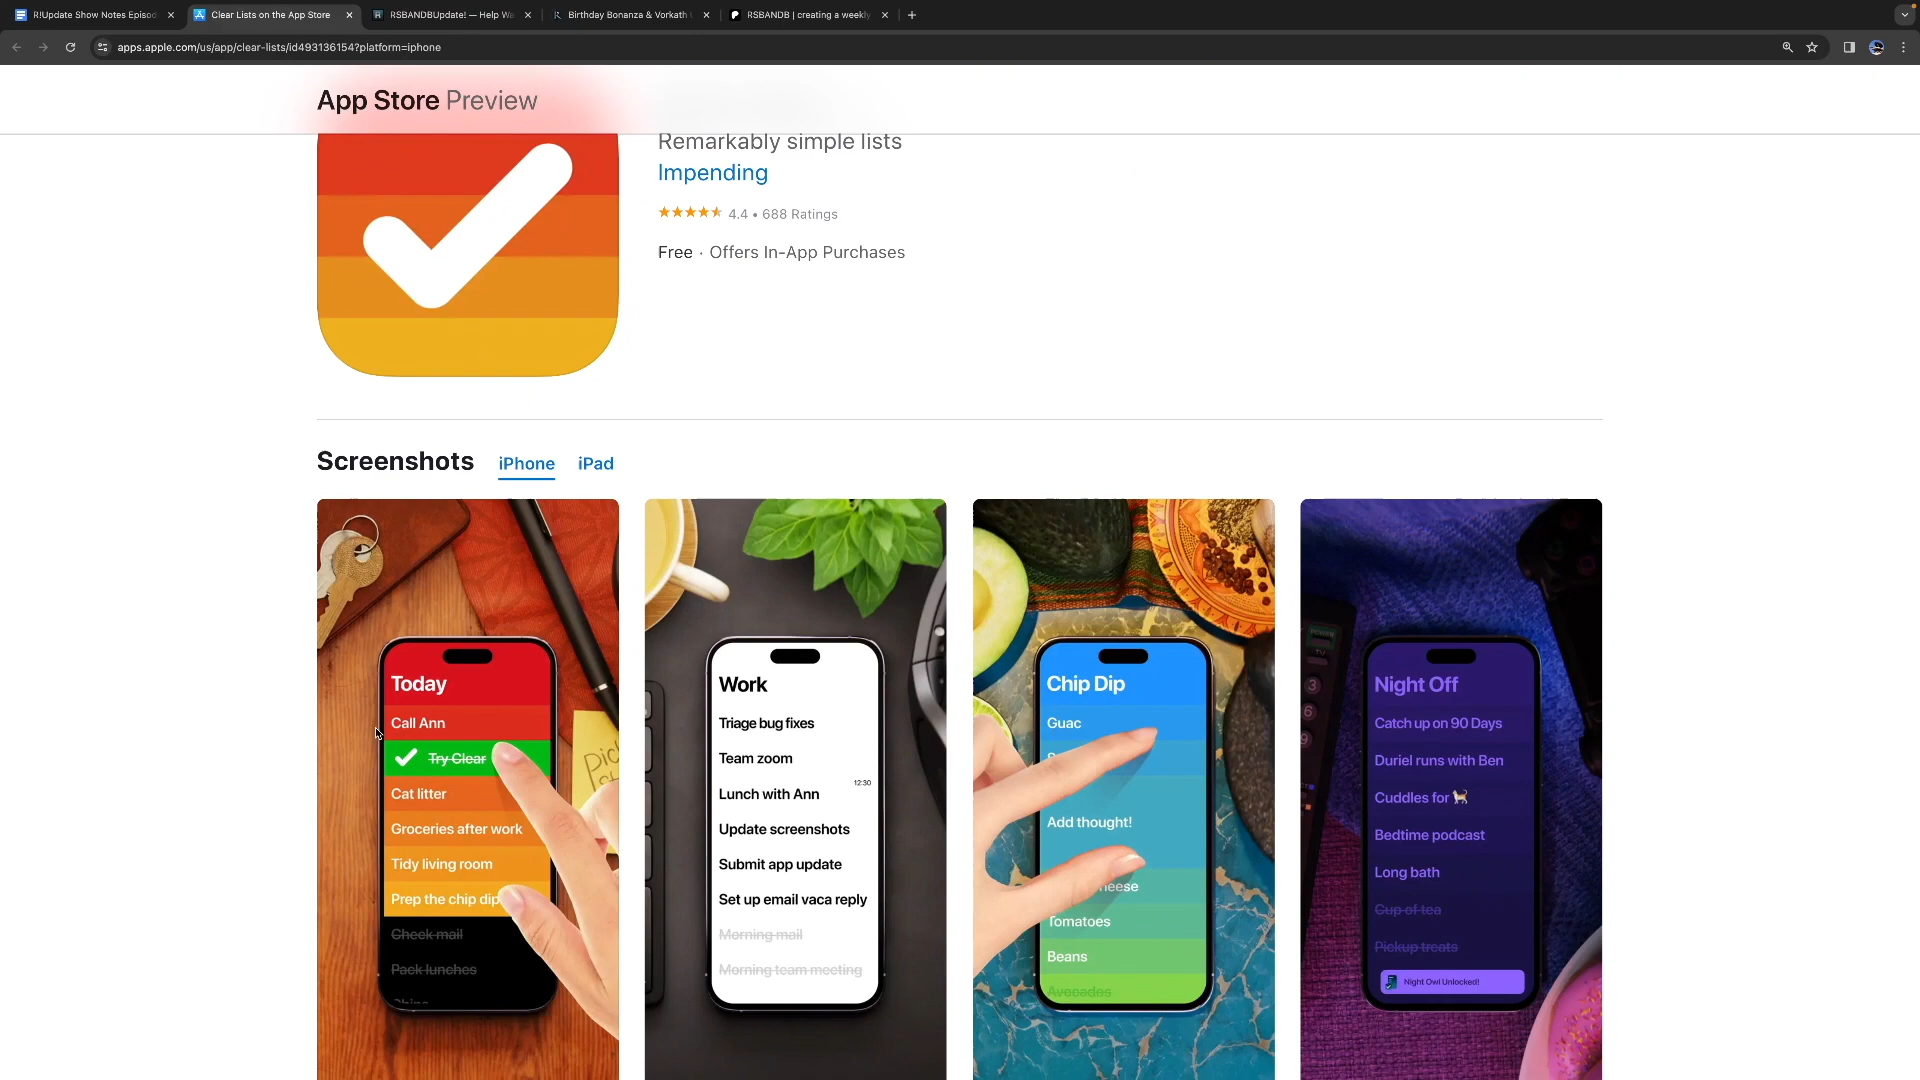 R!Update Show Notes Episod
Clear Lists on the App Store
RSBANDBUpdate! — Help Wa
Birthday Bonanza & Vorkath
RSBANDB | creating a weekly
apps.apple.com/us/app/clear-lists/id493136154?platform=iphone
App Store Preview
Remarkably simple lists
Impending
4.4 • 688 Ratings
Free · Offers In-App Purchases
Screenshots
iPhone
iPad
Today
Call Ann
Try Clear
Cat litter
Groceries after work
Tidy living room
Prep the chip dip
Check mail
Pack lunches
Work
Triage bug fixes
Team zoom
12:30
Lunch with Ann
Update screenshots
Submit app update
Set up email vaca reply
Morning mail
Morning team meeting
Chip Dip
Guac
Add thought!
heese
Tomatoes
Beans
Avocados
3
6
9
Night Off
Catch up on 90 Days
Duriel runs with Ben
Cuddles for 🐈
Bedtime podcast
Long bath
Cup of tea
Pickup treats
Night Owl Unlocked!